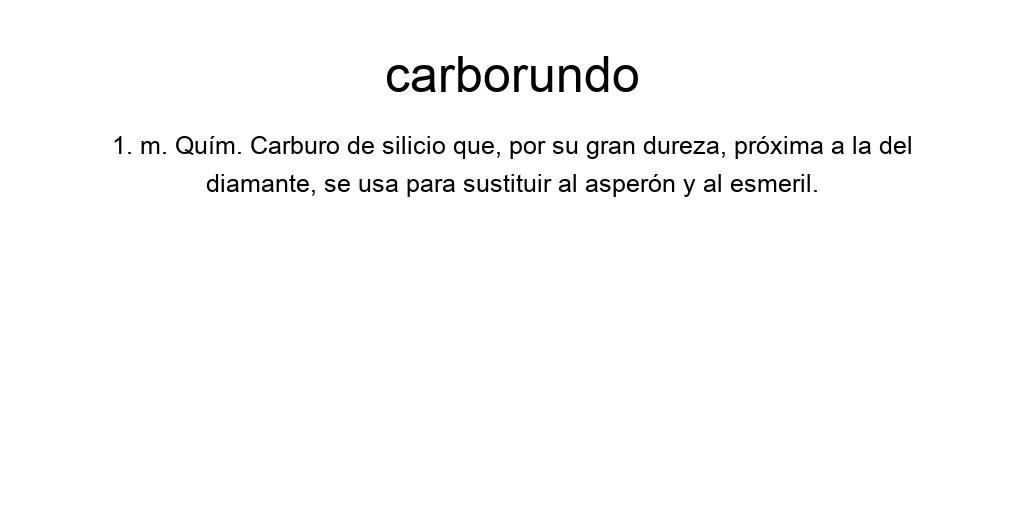 carborundo
1. m. Quím. Carburo de silicio que, por su gran dureza, próxima a la del
diamante, se usa para sustituir al asperón y al esmeril.